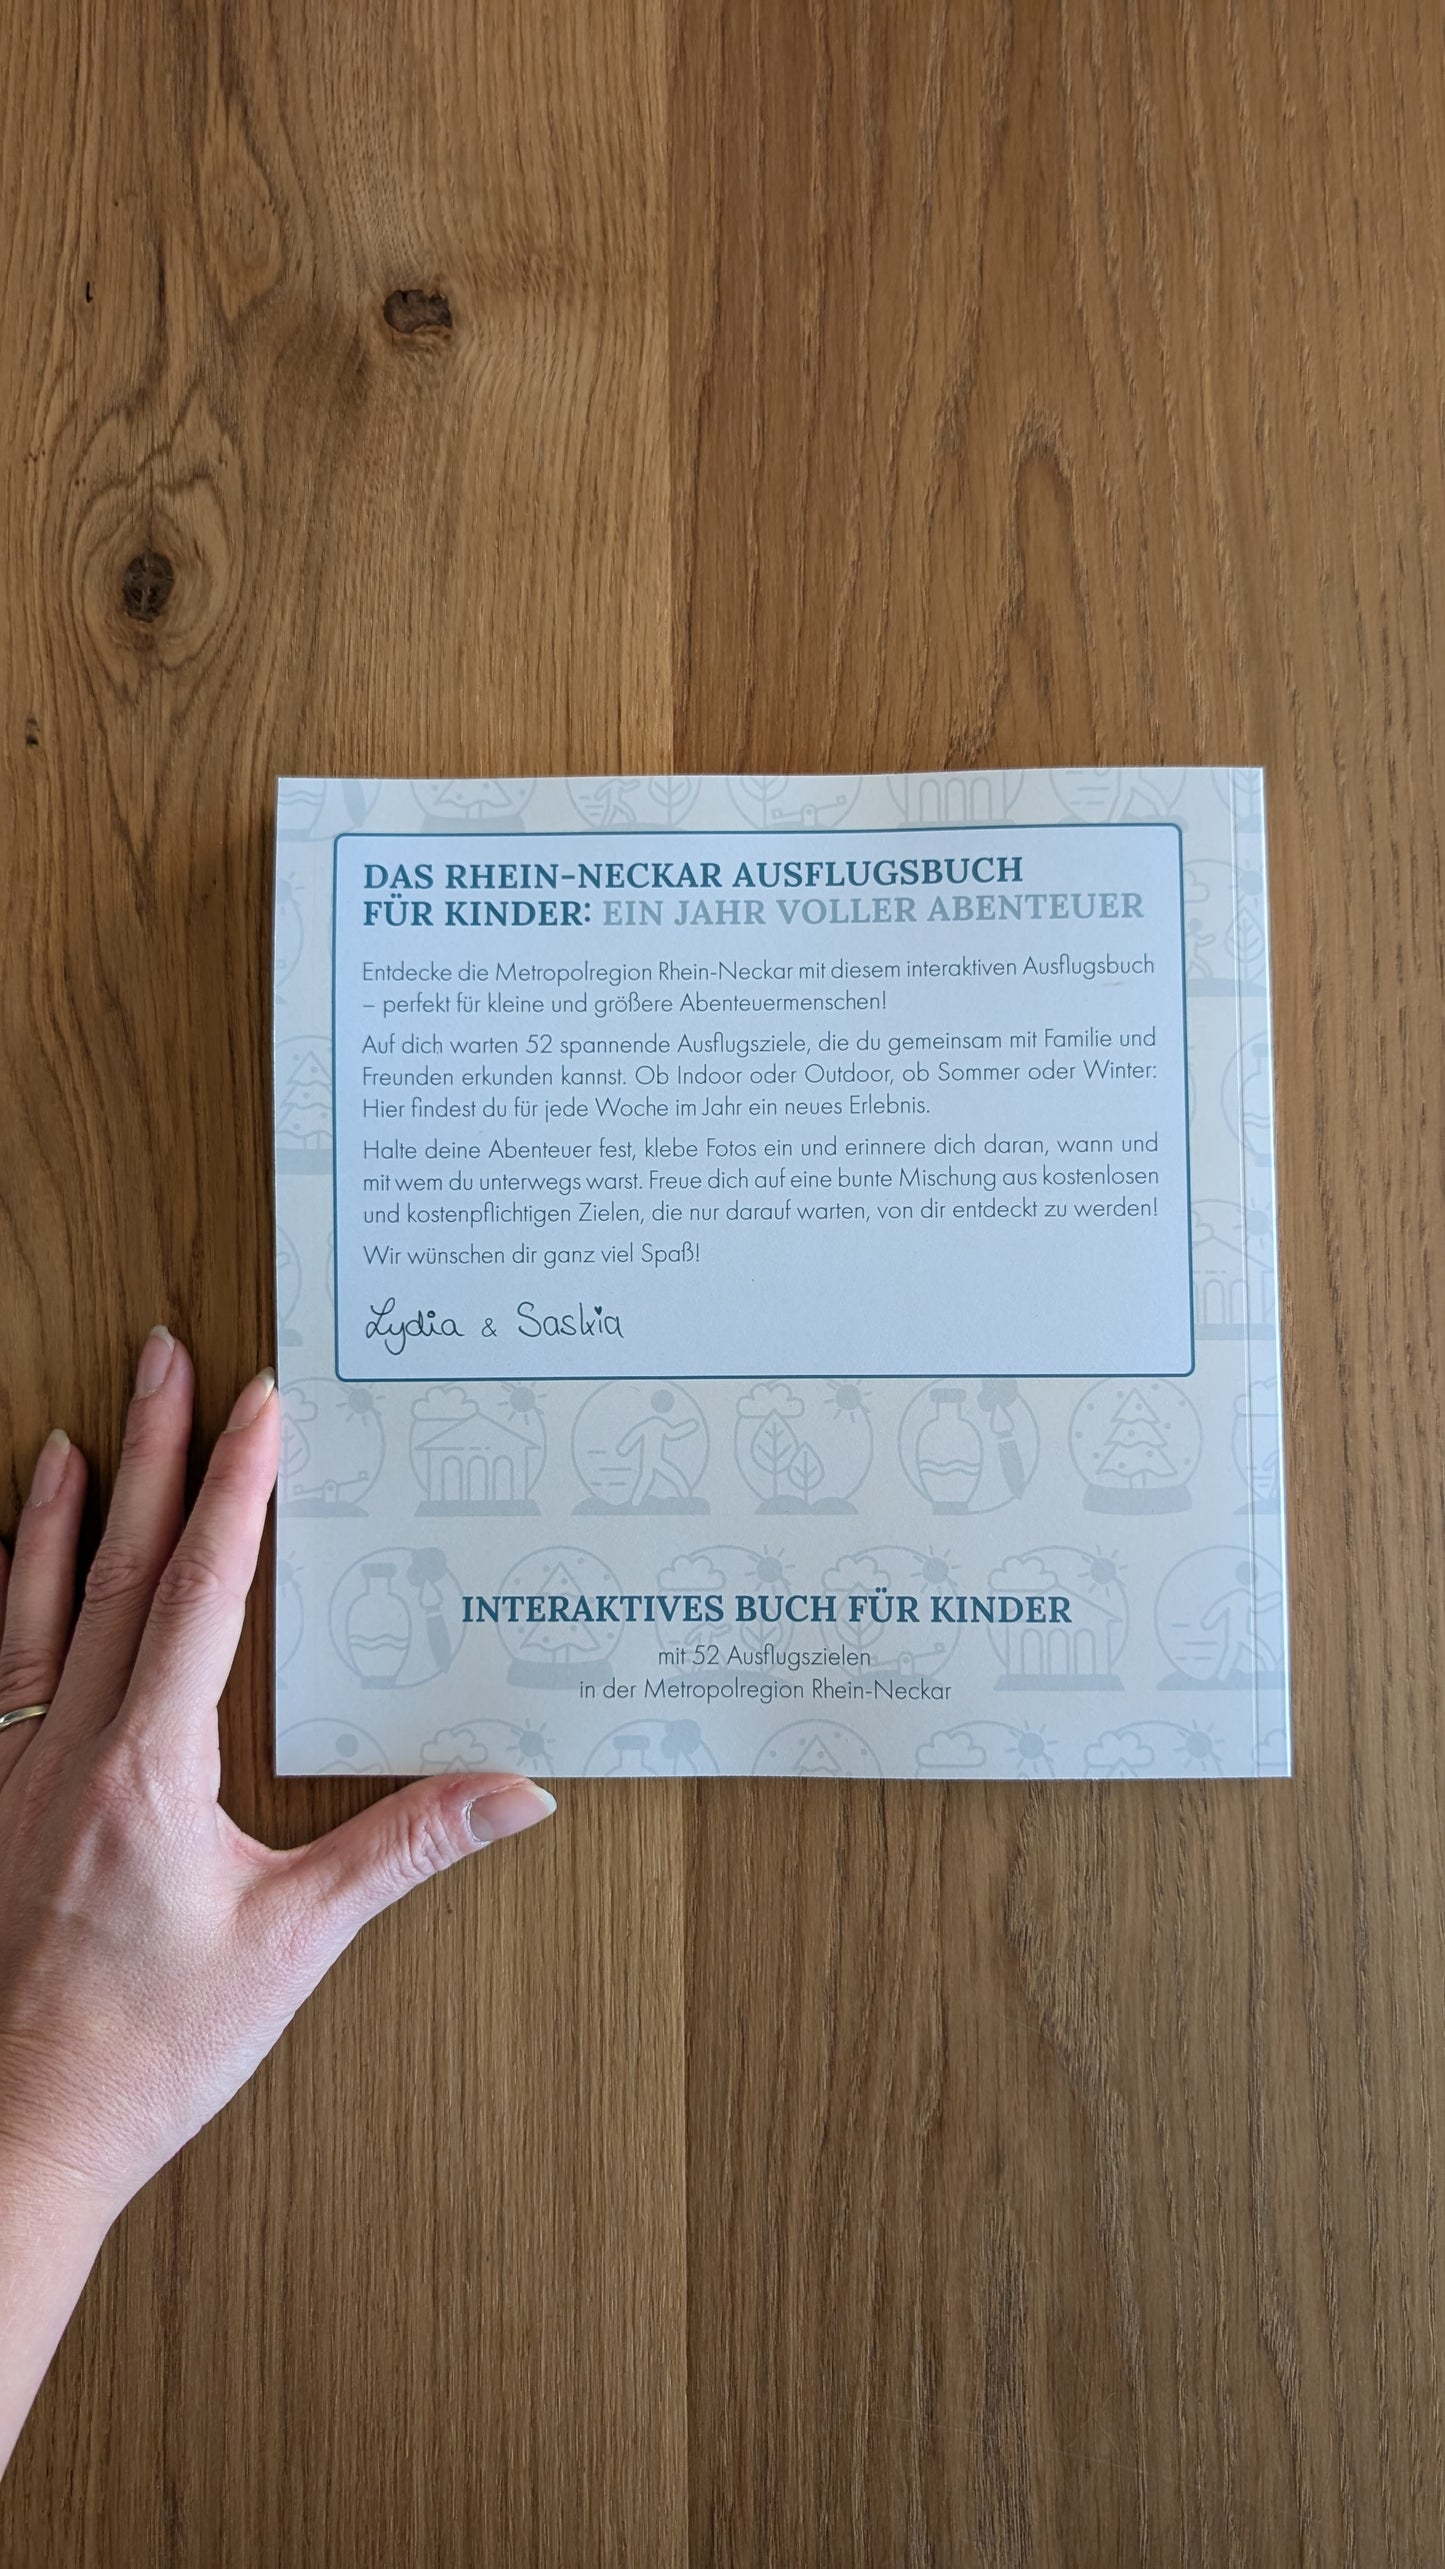 DAS RHEIN-NECKAR AUSFLUGSBUCH
FÜR KINDER: EIN JAHR VOLLER ABENTEUER
Entdecke die Metropolregion Rhein-Neckar mit diesem interaktiven Ausflugsbuch
– perfekt für kleine und größere Abenteuermenschen!
Auf dich warten 52 spannende Ausflugsziele, die du gemeinsam mit Familie und
Freunden erkunden kannst. Ob Indoor oder Outdoor, ob Sommer oder Winter:
Hier findest du für jede Woche im Jahr ein neues Erlebnis.
Halte deine Abenteuer fest, klebe Fotos ein und erinnere dich daran, wann und
mit wem du unterwegs warst. Freue dich auf eine bunte Mischung aus kostenlosen
und kostenpflichtigen Zielen, die nur darauf warten, von dir entdeckt zu werden!
Wir wünschen dir ganz viel Spaß!
Lydia & Saskia
INTERAKTIVES BUCH FÜR KINDER
mit 52 Ausflugszielen
in der Metropolregion Rhein-Neckar